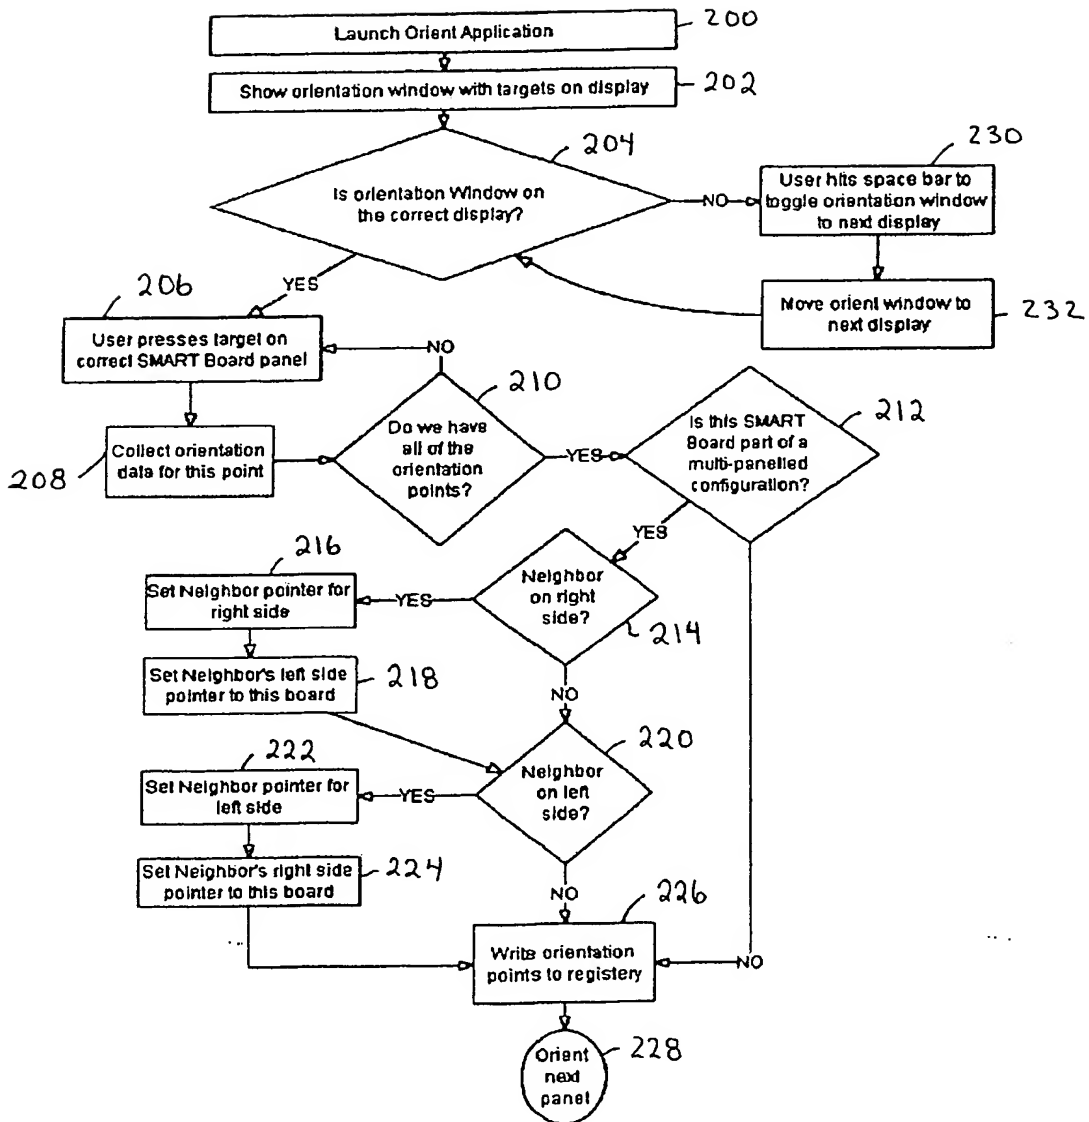 Launch Orient Application
200
Show orientation window with targets on display
202
204
Is orientation Window on
the correct display?
NO
230
User hits space bar to
toggle orientation window
to next display
YES
206
User presses target on
correct SMART Board panel
Move orient window to
next display
232
NO
210
Do we have
all of the
orientation
points?
208
Collect orientation
data for this point
YES
212
Is this SMART
Board part of a
multi-panelled
configuration?
YES
216
Set Neighbor pointer for
right side
YES
Neighbor
on right
side?
214
Set Neighbor's left side
pointer to this board
218
NO
220
222
Set Neighbor pointer for
left side
YES
Neighbor
on left
side?
Set Neighbor's right side
pointer to this board
224
NO
226
Write orientation
points to registery
NO
Orient
next
panel
228